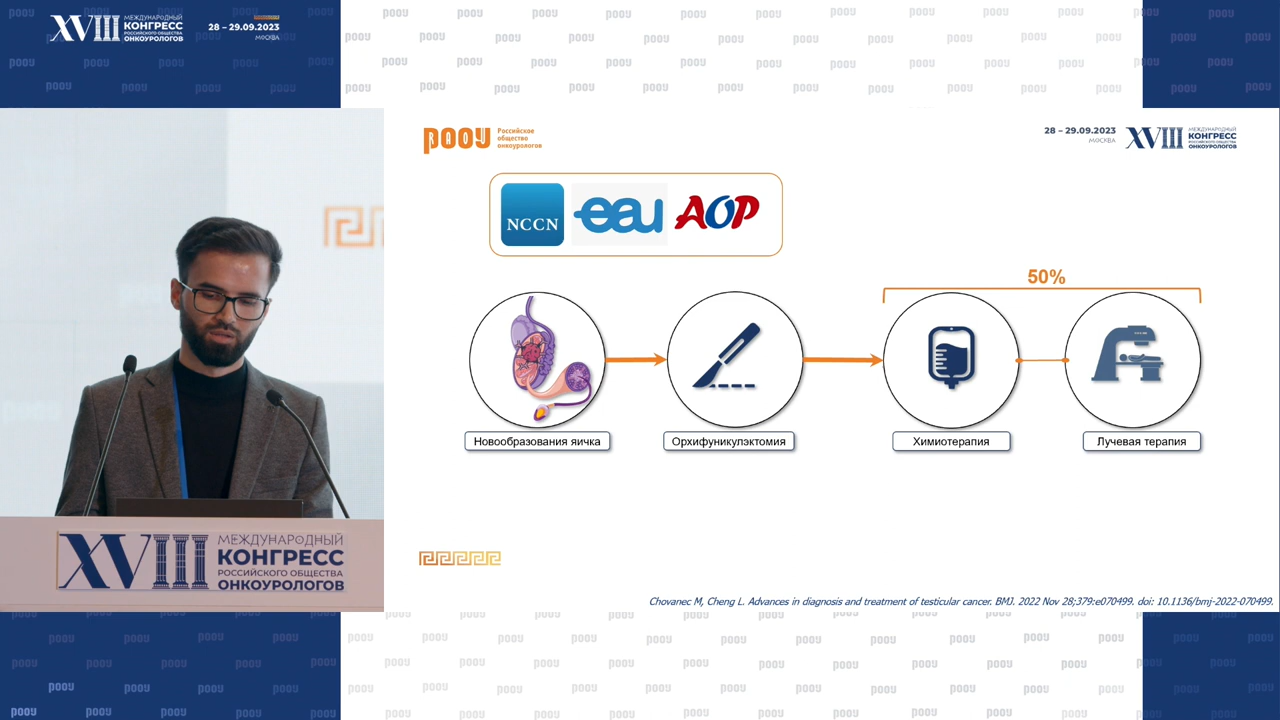 XVIII
МЕЖДУНАРОДНЫЙ
КОНГРЕСС
РОССИЙСКОГО ОБЩЕСТВА
ОНКОУРОЛОГОВ
28 – 29.09.2023
МОСКВА
рооу
Российское
общество
онкоурологов
28 – 29.09.2023
МОСКВА
XVIII
МЕЖДУНАРОДНЫЙ
КОНГРЕСС
РОССИЙСКОГО ОБЩЕСТВА
ОНКОУРОЛОГОВ
NCCN
eau
АОР
50%
Новообразования яичка
Орхифуникулэктомия
Химиотерапия
Лучевая терапия
XVIII
МЕЖДУНАРОДНЫЙ
КОНГРЕСС
РОССИЙСКОГО ОБЩЕСТВА
ОНКОУРОЛОГОВ
Chovanec M, Cheng L. Advances in diagnosis and treatment of testicular cancer. BMJ. 2022 Nov 28;379:e070499. doi: 10.1136/bmj-2022-070499.